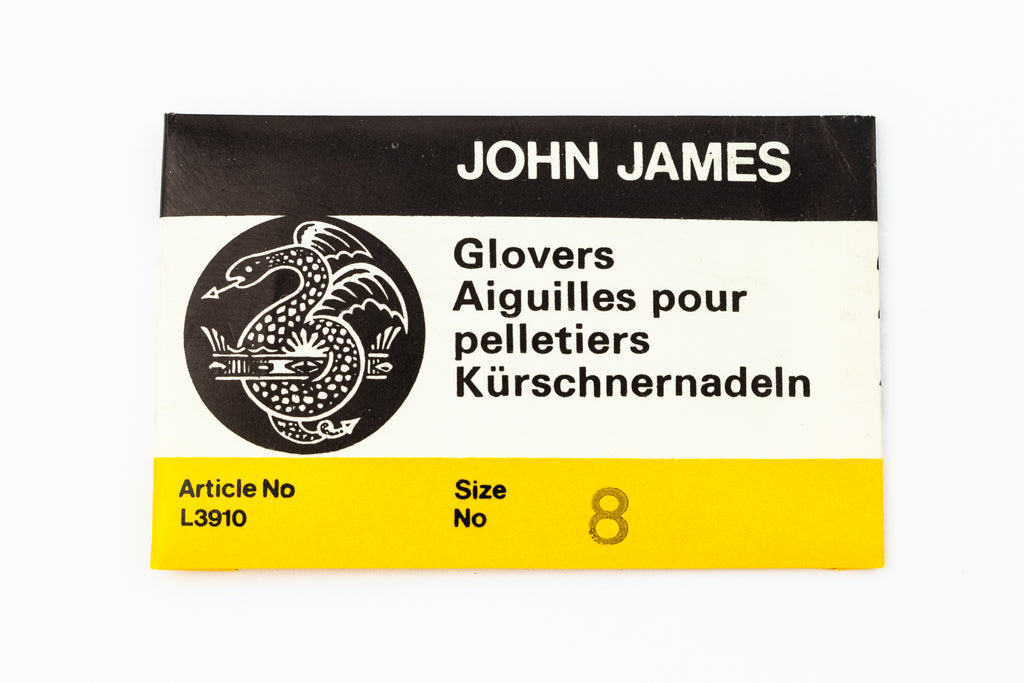 JOHN JAMES
Glovers
Aiguilles pour
pelletiers
Kürschnernadeln
Article No
L3910
Size
No 8